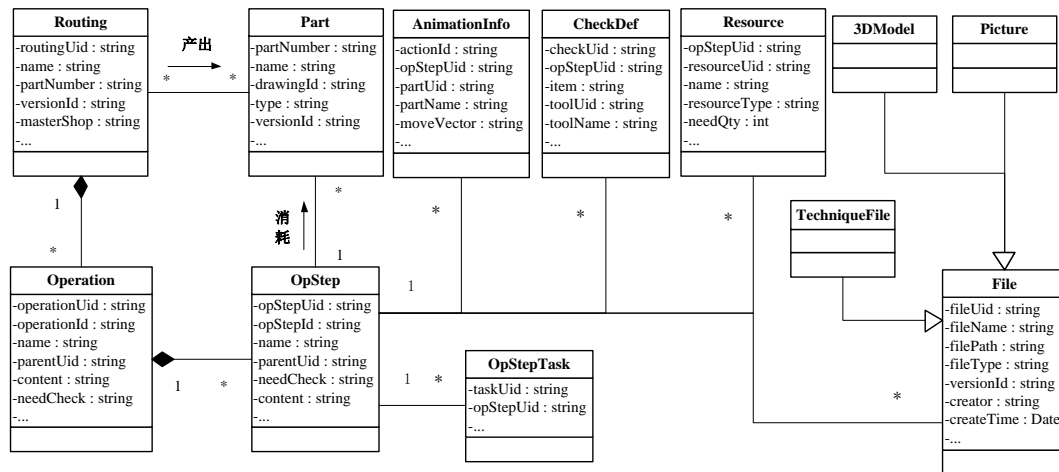 Routing
-routingUid : string
-name : string
-partNumber : string
-versionId : string
-masterShop : string
-...
产出
*
*
Part
-partNumber : string
-name : string
-drawingId : string
-type : string
-versionId : string
-...
AnimationInfo
-actionId : string
-opStepUid : string
-partUid : string
-partName : string
-moveVector : string
-...
CheckDef
-checkUid : string
-opStepUid : string
-item : string
-toolUid : string
-toolName : string
-...
Resource
-opStepUid : string
-resourceUid : string
-name : string
-resourceType : string
-needQty : int
-...
3DModel
Picture
1
*
消
耗
*
1
*
*
*
1
TechniqueFile
Operation
-operationUid : string
-operationId : string
-name : string
-parentUid : string
-content : string
-needCheck : string
-...
1
*
OpStep
-opStepUid : string
-opStepId : string
-name : string
-parentUid : string
-needCheck : string
-content : string
-...
1
*
OpStepTask
-taskUid : string
-opStepUid : string
-...
*
File
-fileUid : string
-fileName : string
-filePath : string
-fileType : string
-versionId : string
-creator : string
-createTime : Date
-...